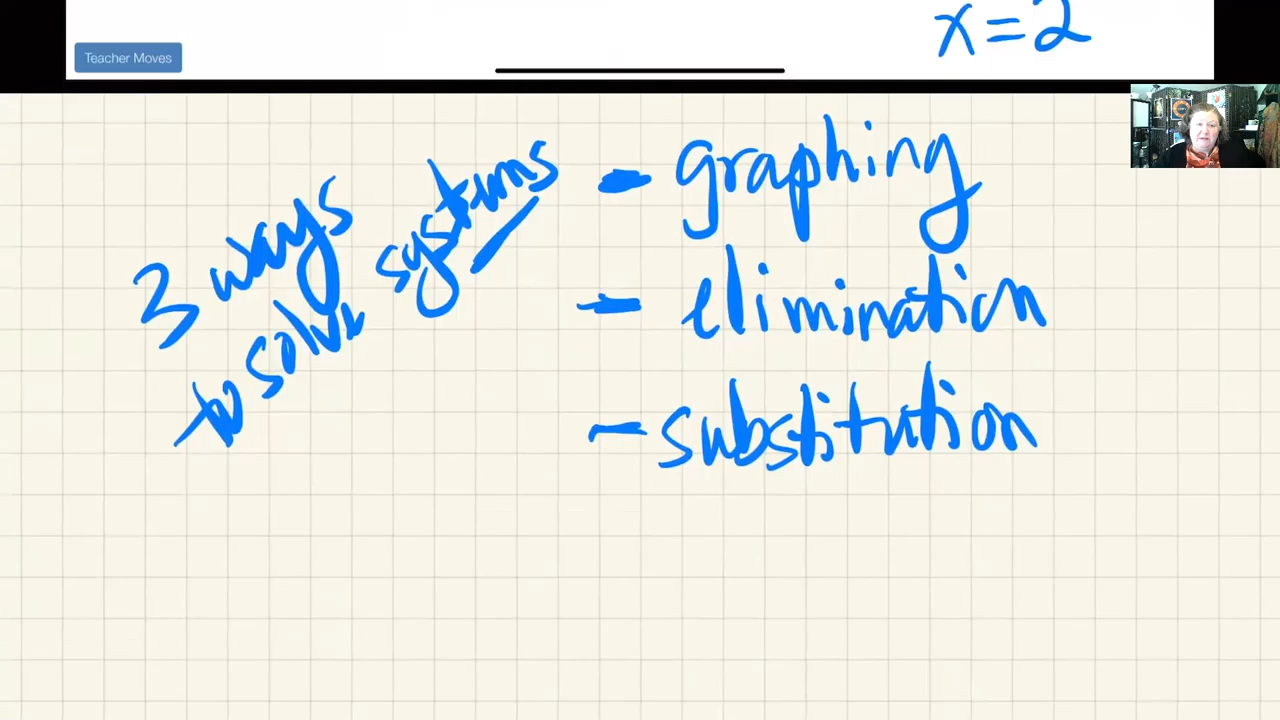 x=2
Teacher Moves
3 ways
to solve systems
- graphing
- elimination
- substitution